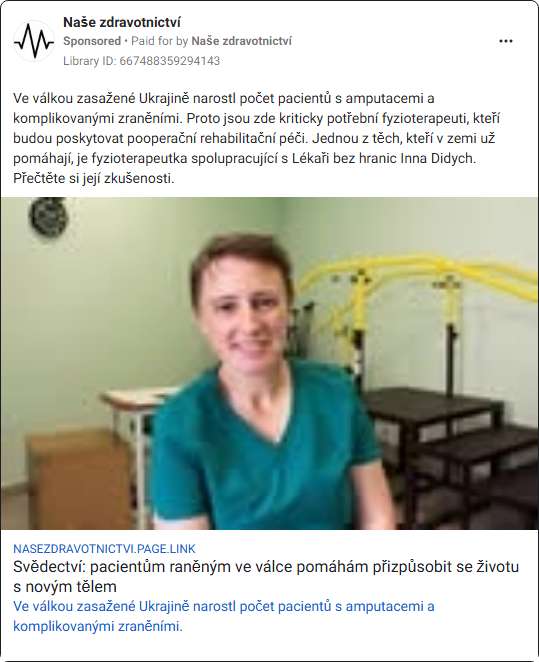 Naše zdravotnictví
Sponsored • Paid for by Naše zdravotnictví
Library ID: 667488359294143
Ve válkou zasažené Ukrajině narostl počet pacientů s amputacemi a
komplikovanými zraněními. Proto jsou zde kriticky potřební fyzioterapeuti, kteří
budou poskytovat pooperační rehabilitační péči. Jednou z těch, kteří v zemi už
pomáhají, je fyzioterapeutka spolupracující s Lékaři bez hranic Inna Didych.
Přečtěte si její zkušenosti.
NASEZDRAVOTNICTVI.PAGE.LINK
Svědectví: pacientům raněným ve válce pomáhám přizpůsobit se životu
s novým tělem
Ve válkou zasažené Ukrajině narostl počet pacientů s amputacemi a
komplikovanými zraněními.